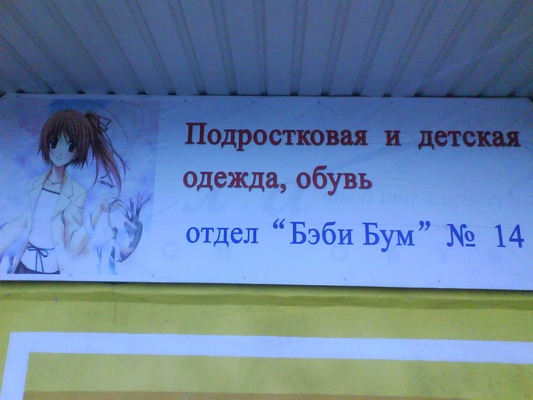 Подростковая и детская
одежда, обувь
отдел “Бэби Бум” № 14